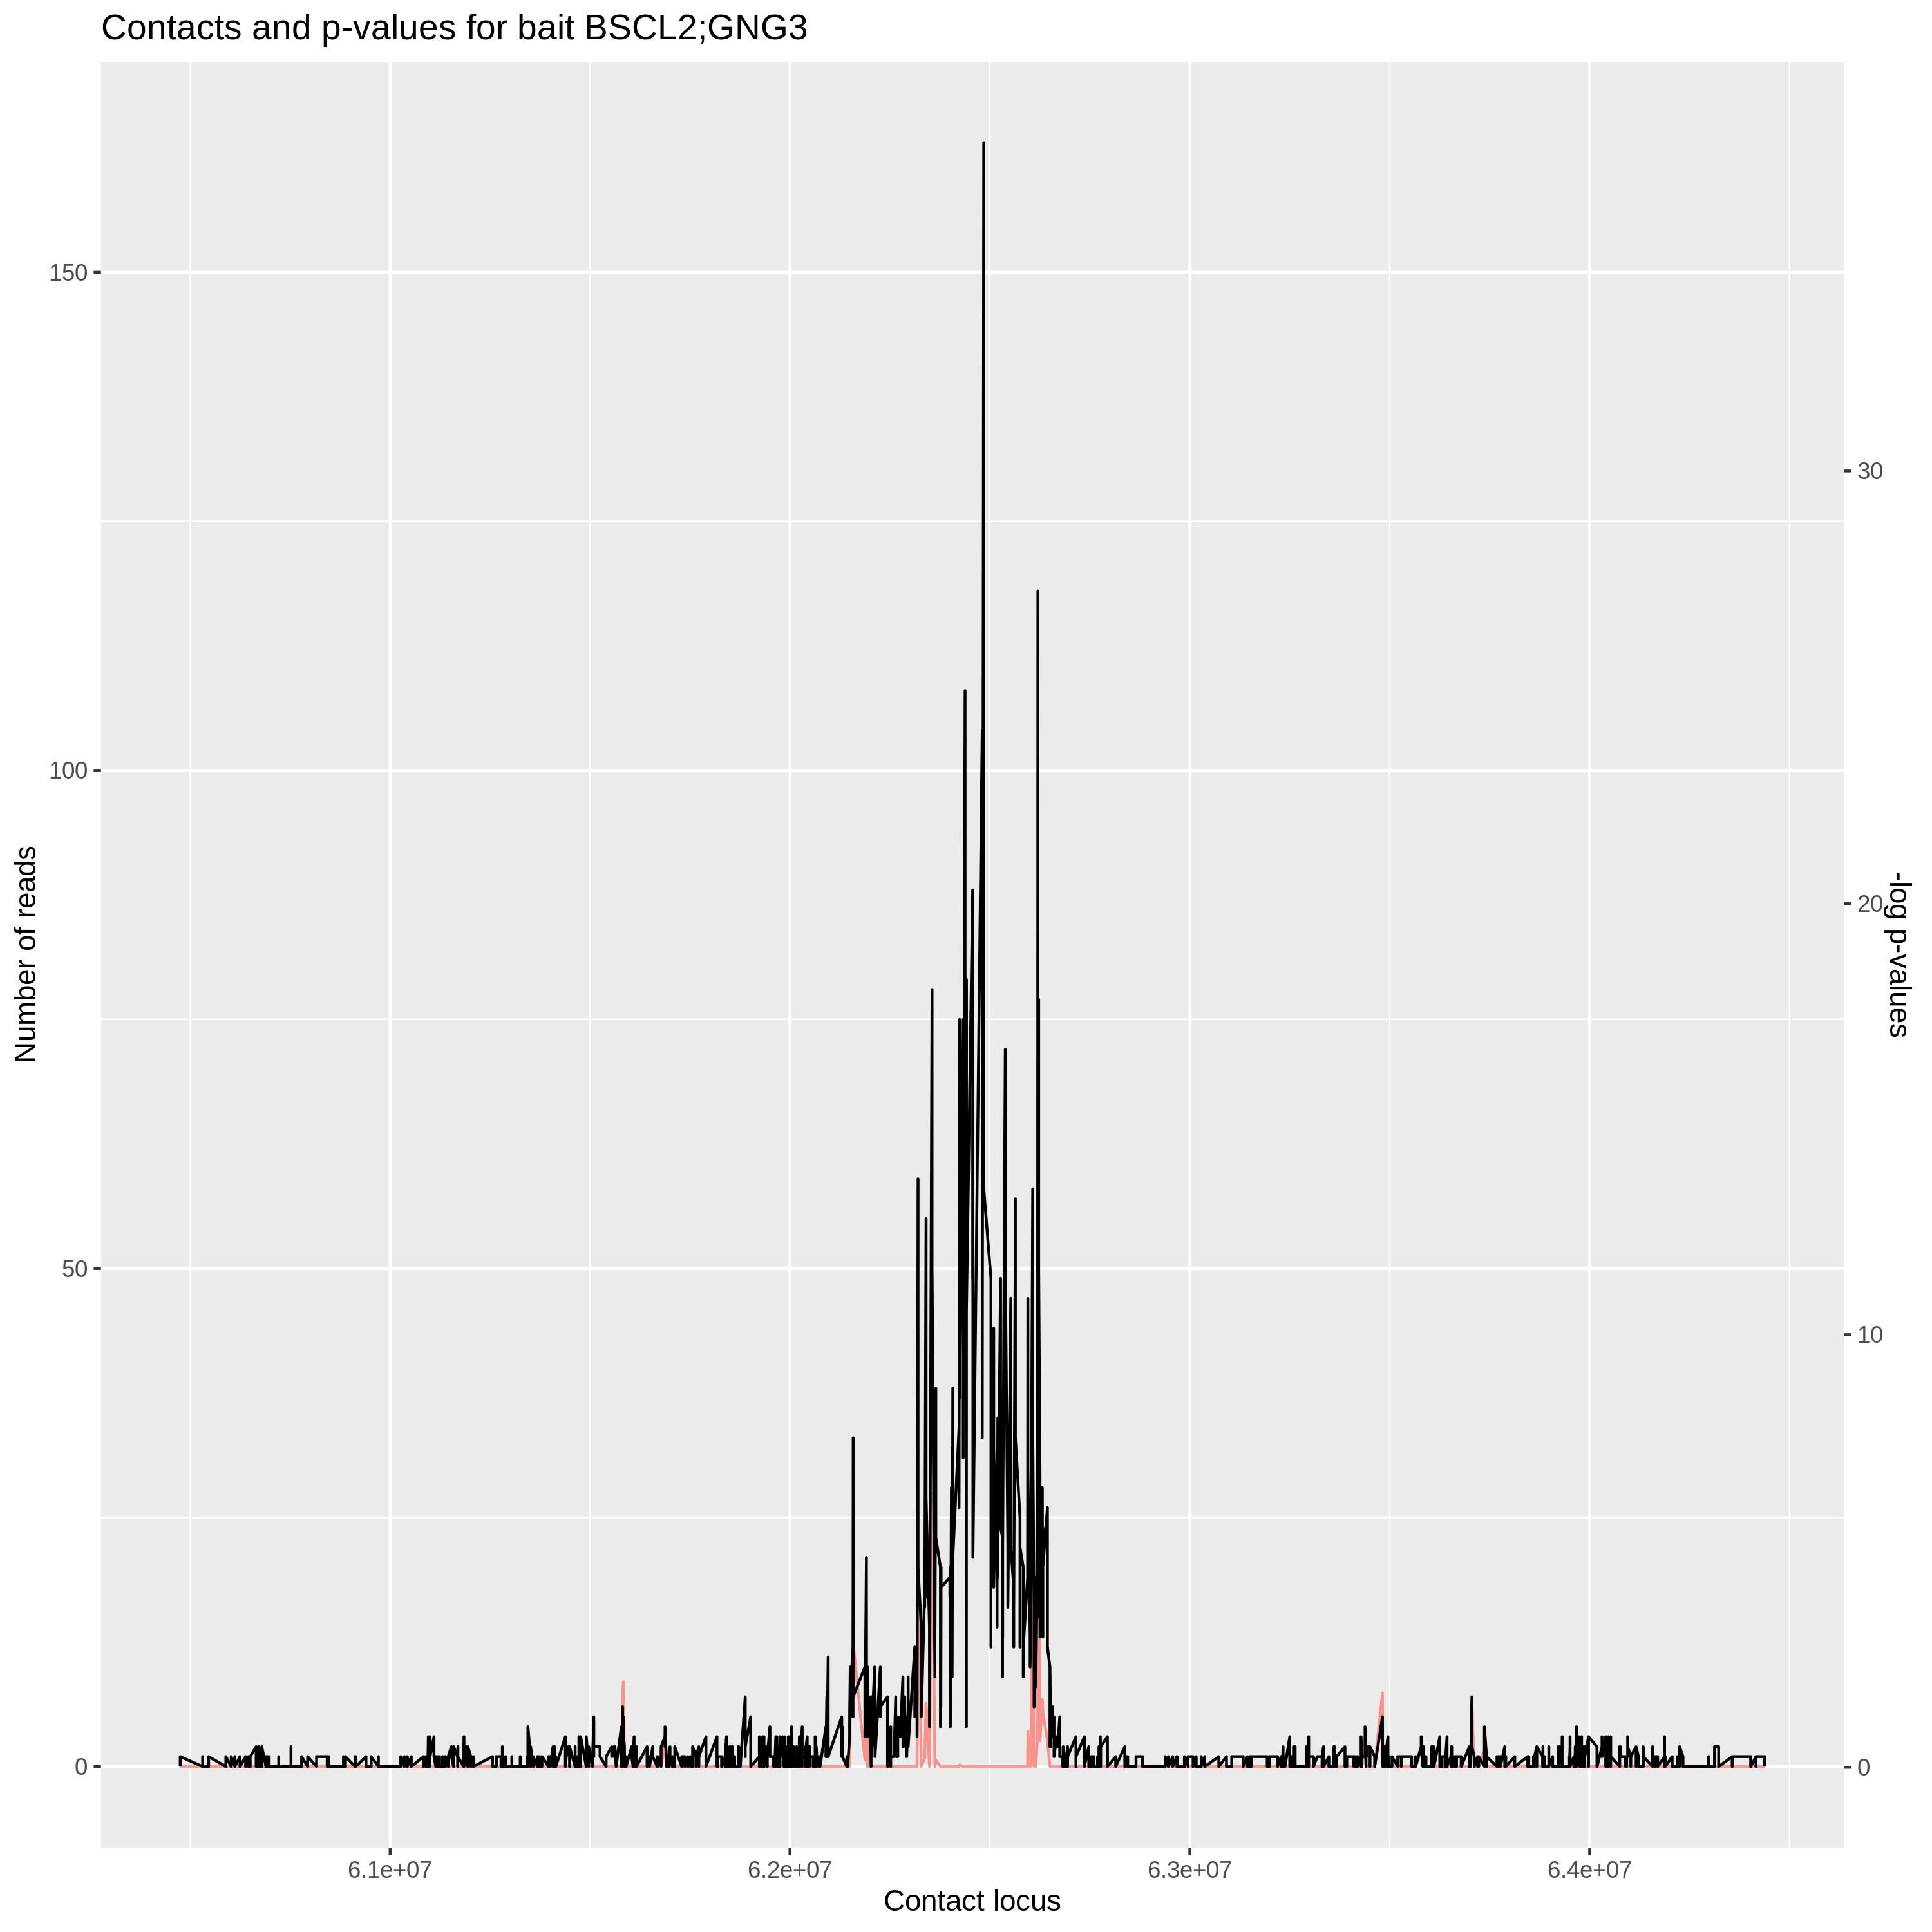 Contacts and p-values for bait BSCL2;GNG3
Number of reads
150
100
50
0
30
20
10
0
-log p-values
6.1e+07 6.2e+07 6.3e+07 6.4e+07
Contact locus